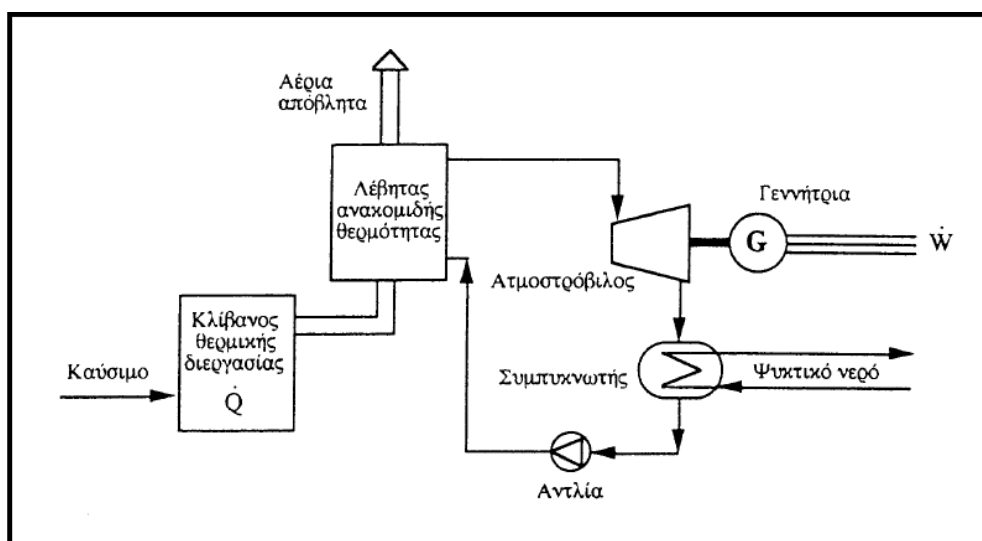 Αέρια
απόβλητα
Λέβητας
ανακομιδής
θερμότητας
Γεννήτρια
G
Ẇ
Ατμοστρόβιλος
Κλίβανος
θερμικής
διεργασίας
Q̇
Καύσιμο
Συμπυκνωτής
Ψυκτικό νερό
Αντλία